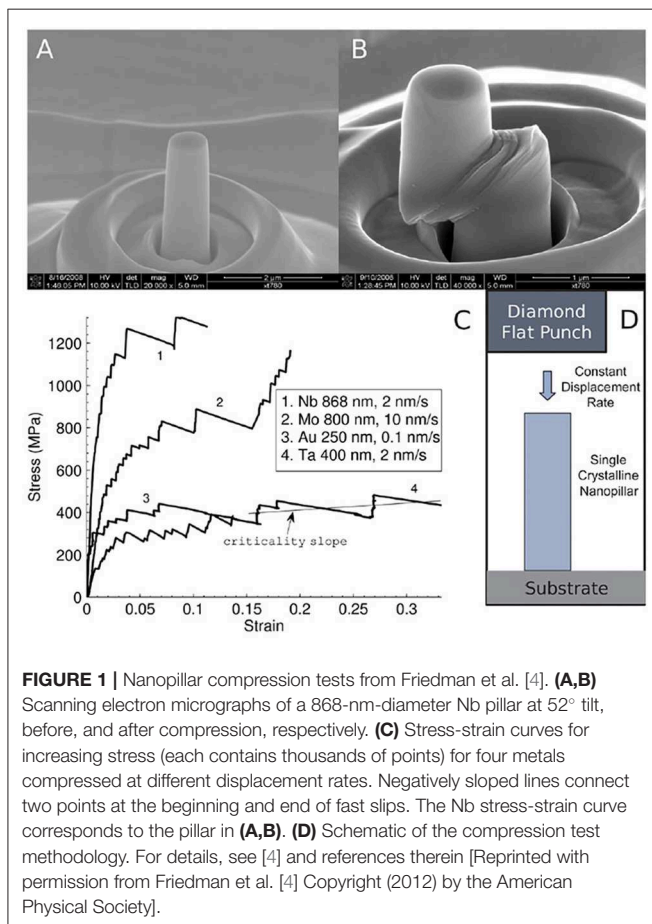 A
B
8/16/2008 HV det mag WD 2 µm
1:49:05 PM 10.00 kV TLD 20 000 x 5.0 mm xt780
9/10/2008 HV det mag WD 1 µm
1:28:45 PM 10.00 kV TLD 40 000 x 5.0 mm xt780
C
Stress (MPa)
1200
1000
800
600
400
200
0
0
0.05
0.1
0.15
0.2
0.25
0.3
Strain
1
2
3
4
1. Nb 868 nm, 2 nm/s
2. Mo 800 nm, 10 nm/s
3. Au 250 nm, 0.1 nm/s
4. Ta 400 nm, 2 nm/s
criticality slope
D
Diamond
Flat Punch
Constant
Displacement
Rate
Single
Crystalline
Nanopillar
Substrate
FIGURE 1 | Nanopillar compression tests from Friedman et al. [4]. (A,B)
Scanning electron micrographs of a 868-nm-diameter Nb pillar at 52° tilt,
before, and after compression, respectively. (C) Stress-strain curves for
increasing stress (each contains thousands of points) for four metals
compressed at different displacement rates. Negatively sloped lines connect
two points at the beginning and end of fast slips. The Nb stress-strain curve
corresponds to the pillar in (A,B). (D) Schematic of the compression test
methodology. For details, see [4] and references therein [Reprinted with
permission from Friedman et al. [4] Copyright (2012) by the American
Physical Society].